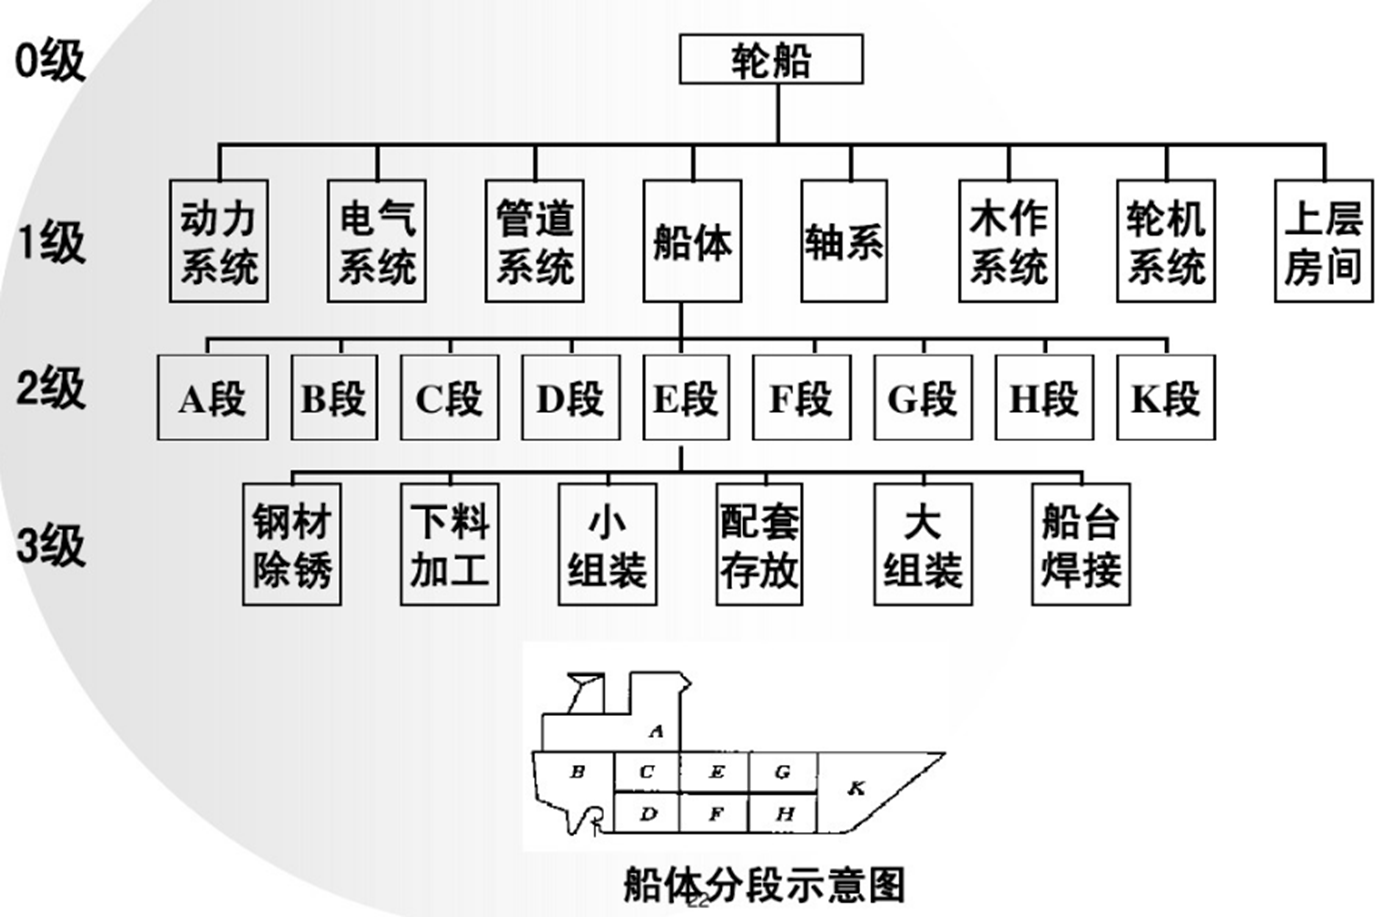 0级
轮船
1级
动力
系统
电气
系统
管道
系统
船体
轴系
木作
系统
轮机
系统
上层
房间
2级
A段
B段
C段
D段
E段
F段
G段
H段
K段
3级
钢材
除锈
下料
加工
小
组装
配套
存放
大
组装
船台
焊接
A
B
C
E
G
K
D
F
H
船体分段示意图
22